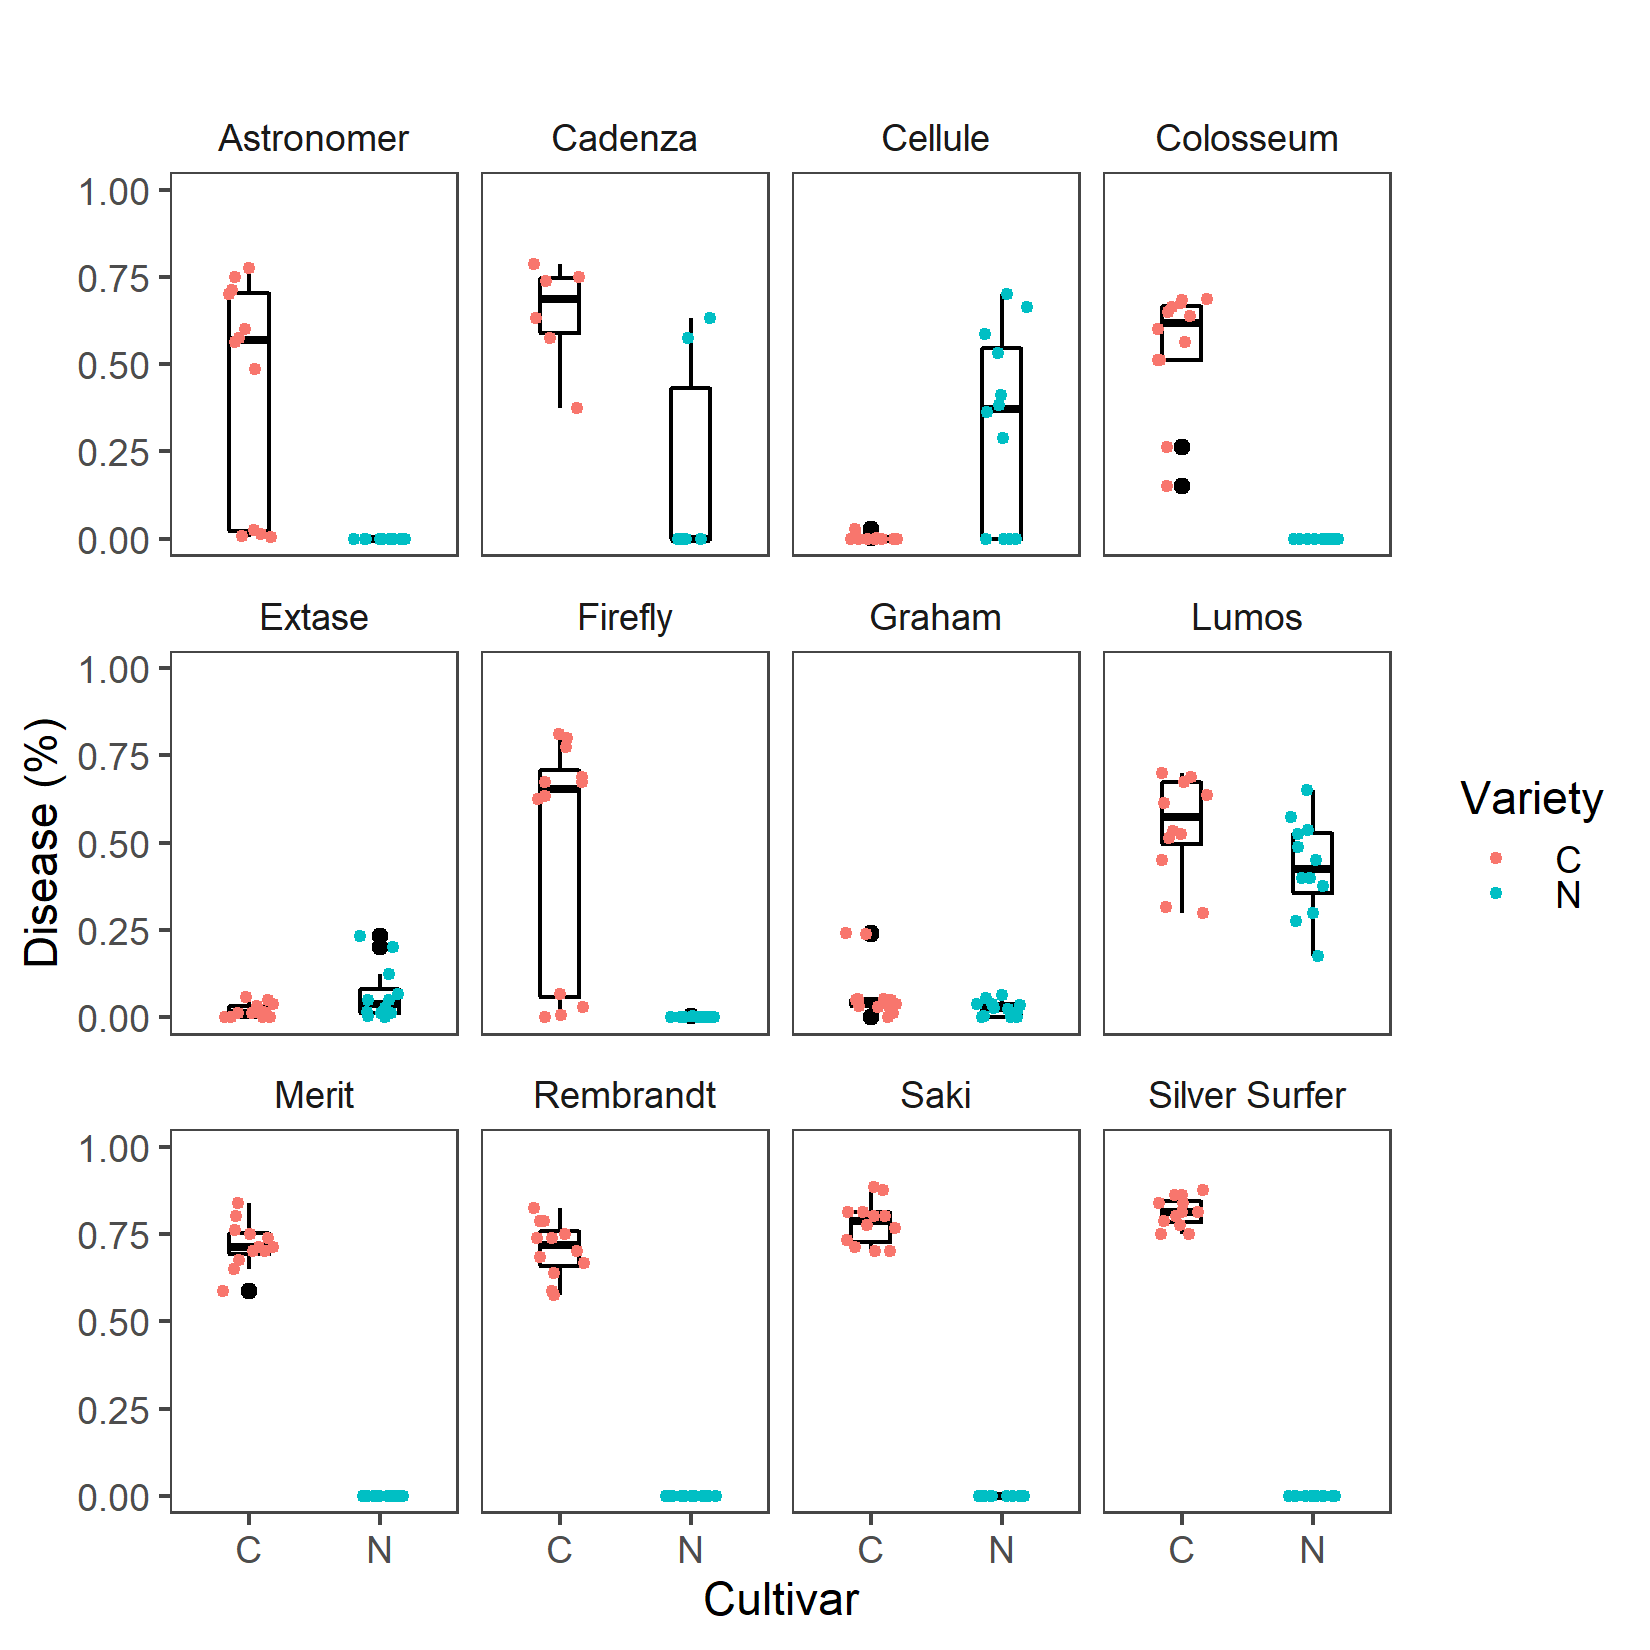 Astronomer Cadenza Cellule Colosseum
1.00
0.75
0.50
0.25
0.00
Extase Firefly Graham Lumos
1.00
0.75
0.50
0.25
0.00
Merit Rembrandt Saki Silver Surfer
1.00
0.75
0.50
0.25
0.00
C N C N C N C N
Cultivar
Disease (%)
Variety
C
N